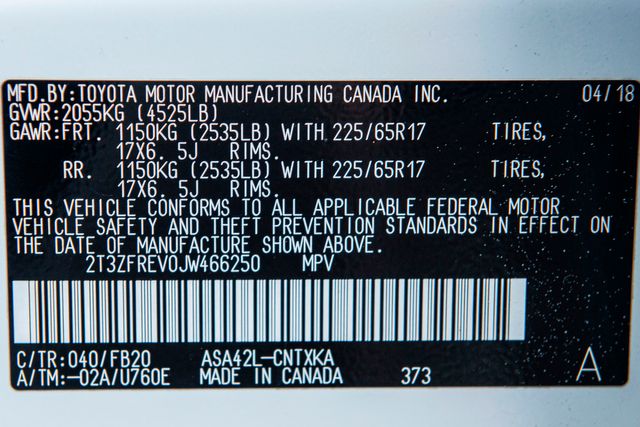 MFD.BY:TOYOTA MOTOR MANUFACTURING CANADA INC. 04/18
GVWR:2055KG (4525LB)
GAWR:FRT. 1150KG (2535LB) WITH 225/65R17 TIRES,
17X6.5J RIMS.
RR. 1150KG (2535LB) WITH 225/65R17 TIRES,
17X6.5J RIMS.
THIS VEHICLE CONFORMS TO ALL APPLICABLE FEDERAL MOTOR
VEHICLE SAFETY AND THEFT PREVENTION STANDARDS IN EFFECT ON
THE DATE OF MANUFACTURE SHOWN ABOVE.
2T3ZFREV0JW466250 MPV
C/TR:040/FB20 ASA42L-CNTXKA
A/TM:-02A/U760E MADE IN CANADA 373 A